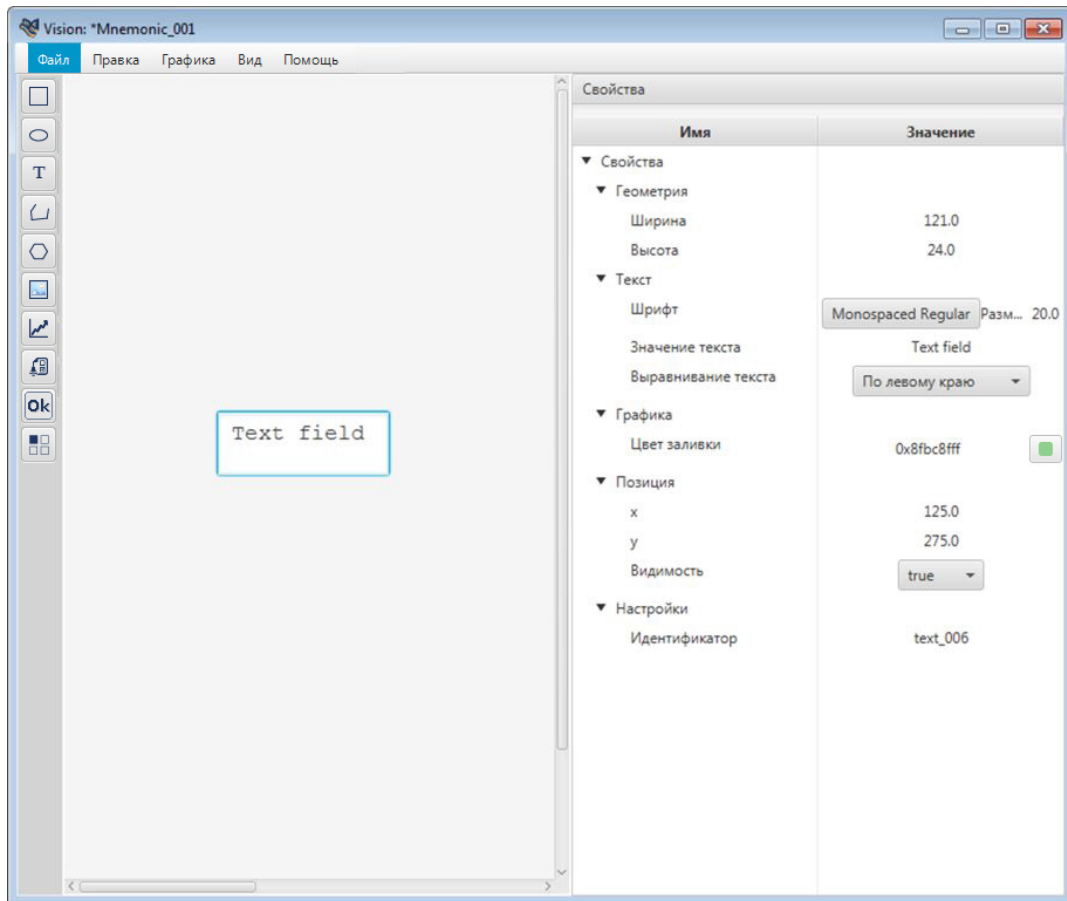 Vision: *Mnemonic_001
Файл Правка Графика Вид Помощь
Свойства
Имя Значение
Свойства
Геометрия
Ширина 121.0
Высота 24.0
Текст
Шрифт Monospaced Regular Разм... 20.0
Значение текста Text field
Выравнивание текста По левому краю
Графика
Цвет заливки 0x8fbc8fff
Позиция
x 125.0
y 275.0
Видимость true
Настройки
Идентификатор text_006
T
Ok
Text field